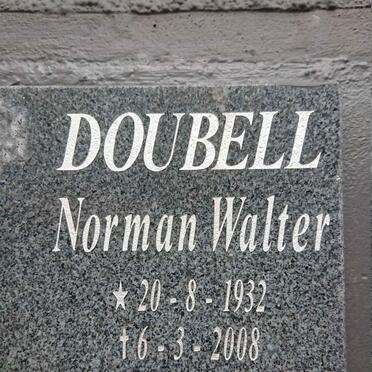 DOUBELL
Norman Walter
★ 20 - 8 - 1932
† 6 - 3 - 2008